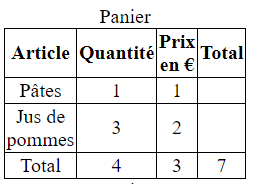 Panier
Article Quantité Prix en € Total
Pâtes 1 1
Jus de pommes 3 2
Total 4 3 7